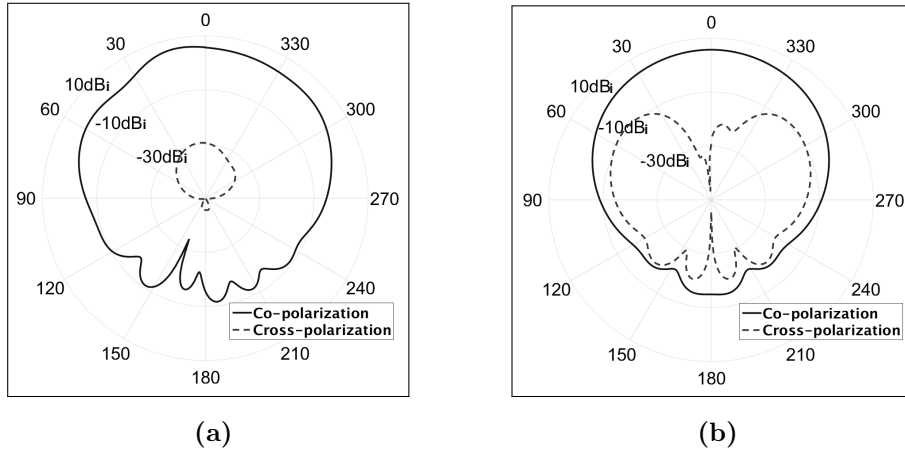 0
30
330
10dBi
60
300
-10dBi
-30dBi
90
270
120
240
150
210
180
Co-polarization
Cross-polarization
(a)
0
30
330
10dBi
60
300
-10dBi
-30dBi
90
270
120
240
150
210
180
Co-polarization
Cross-polarization
(b)